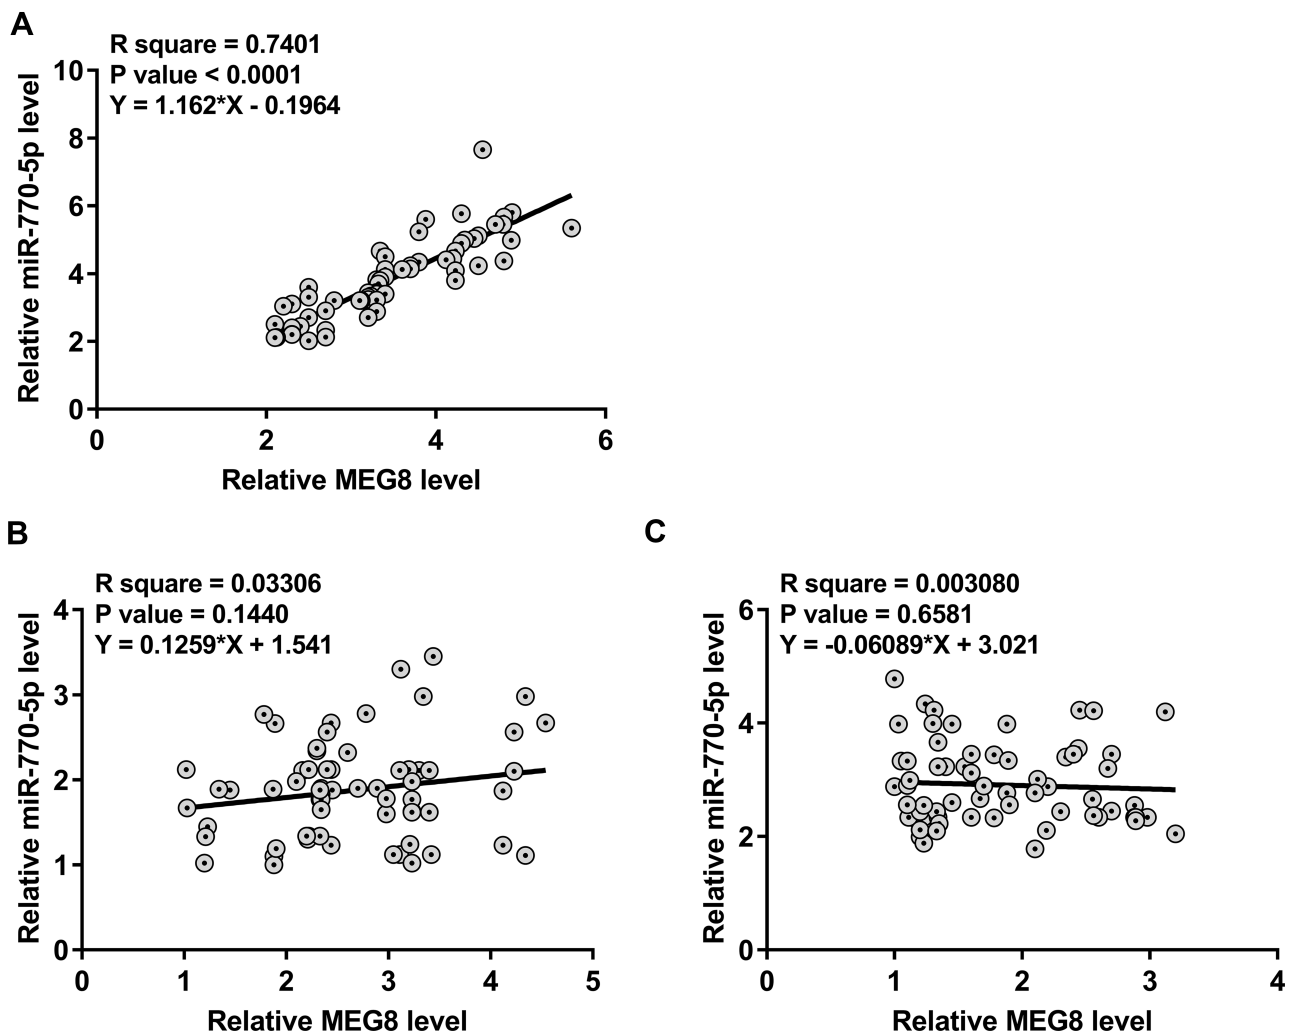 A
R square = 0.7401
P value < 0.0001
Y = 1.162*X - 0.1964
Relative miR-770-5p level
10
8
6
4
2
0
0 2 4 6
Relative MEG8 level
B
R square = 0.03306
P value = 0.1440
Y = 0.1259*X + 1.541
Relative miR-770-5p level
4
3
2
1
0
0 1 2 3 4 5
Relative MEG8 level
C
R square = 0.003080
P value = 0.6581
Y = -0.06089*X + 3.021
Relative miR-770-5p level
6
4
2
0
0 1 2 3 4
Relative MEG8 level